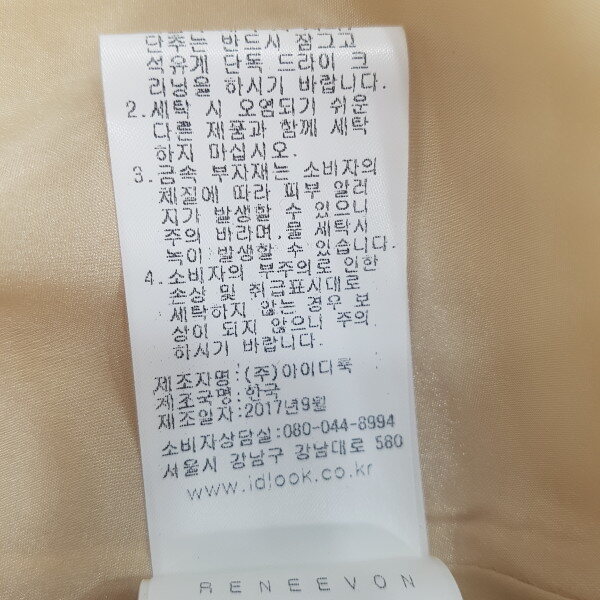 단추는 반드시 잠그고
석유계 단독 드라이 크
리닝을 하시기 바랍니다.
2.세탁 시 오염되기 쉬운
다른 제품과 함께 세탁
하지 마십시오.
3.금속 부자재는 소비자의
체질에 따라 피부 알러
지가 발생할 수 있으니
주의 바라며,물 세탁시
녹이 발생할 수 있습니다.
4.소비자의 부주의로 인한
손상 및 취급표시대로
세탁하지 않는 경우 보
상이 되지 않으니 주의
하시기 바랍니다.
제조자명:(주)아이디룩
제조국명:한국
제조일자:2017년9월
소비자상담실:080-044-8994
서울시 강남구 강남대로 580
www.idlook.co.kr
RENEEVON